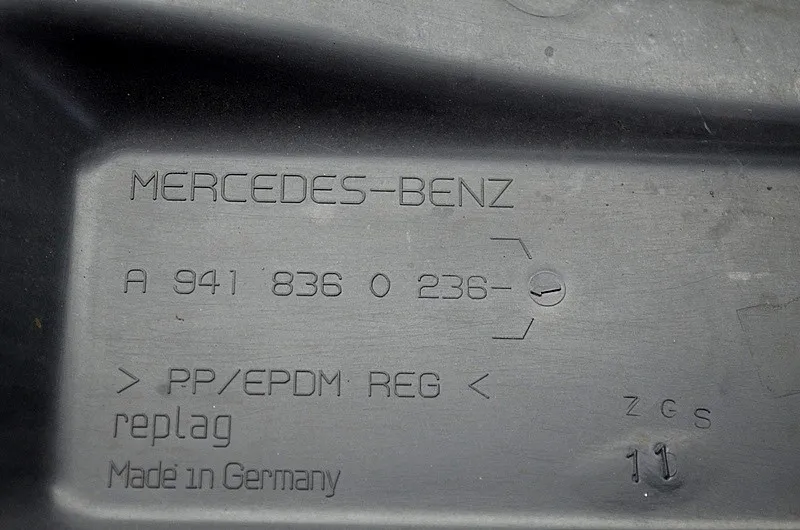 MERCEDES-BENZ
A 941 836 0 236-
> PP/EPDM REG <
replag
Made in Germany
Z G S
11